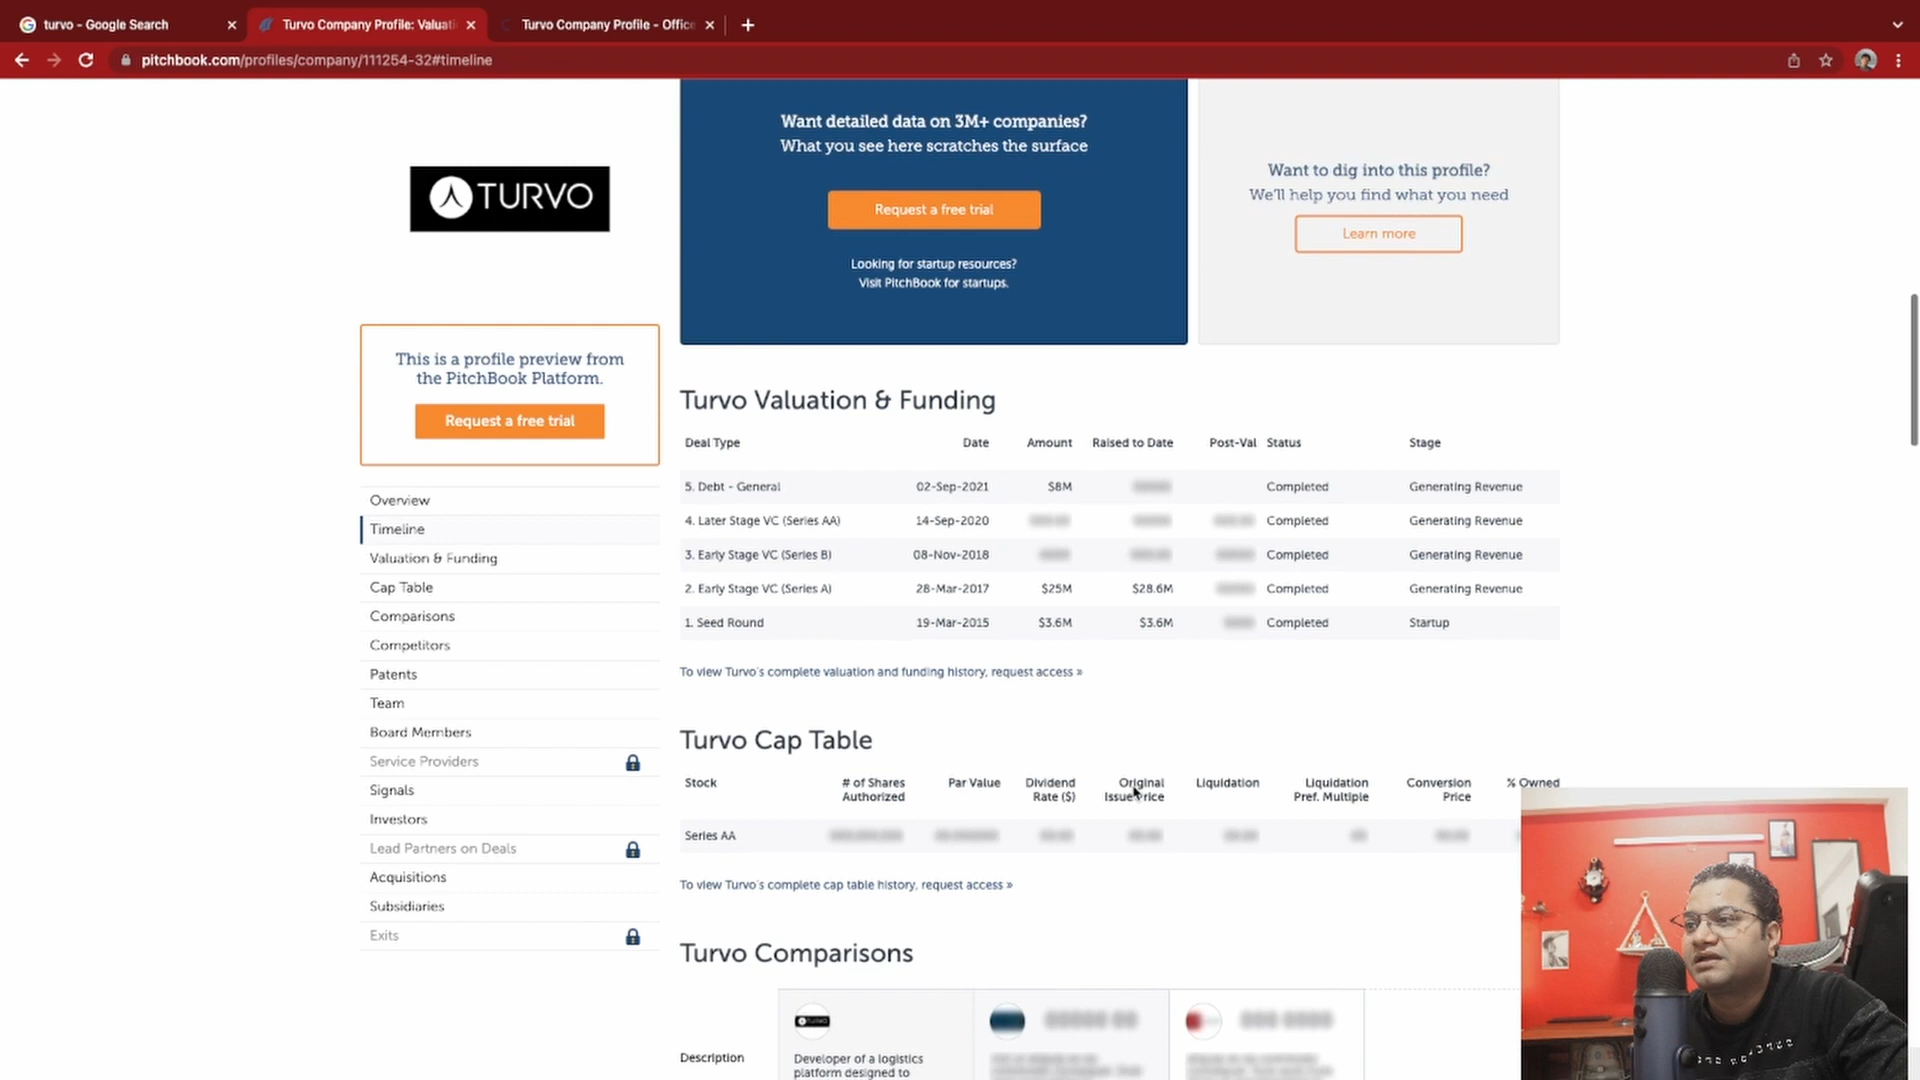 turvo - Google Search
Turvo Company Profile: Valuati
Turvo Company Profile - Office
pitchbook.com/profiles/company/111254-32#timeline
TURVO
This is a profile preview from
the PitchBook Platform.
Request a free trial
Overview
Timeline
Valuation & Funding
Cap Table
Comparisons
Competitors
Patents
Team
Board Members
Service Providers
Signals
Investors
Lead Partners on Deals
Acquisitions
Subsidiaries
Exits
Want detailed data on 3M+ companies?
What you see here scratches the surface
Request a free trial
Looking for startup resources?
Visit PitchBook for startups.
Want to dig into this profile?
We'll help you find what you need
Learn more
Turvo Valuation & Funding
Deal Type Date Amount Raised to Date Post-Val Status Stage
5. Debt - General 02-Sep-2021 $8M Completed Generating Revenue
4. Later Stage VC (Series AA) 14-Sep-2020 Completed Generating Revenue
3. Early Stage VC (Series B) 08-Nov-2018 Completed Generating Revenue
2. Early Stage VC (Series A) 28-Mar-2017 $25M $28.6M Completed Generating Revenue
1. Seed Round 19-Mar-2015 $3.6M $3.6M Completed Startup
To view Turvo's complete valuation and funding history, request access »
Turvo Cap Table
Stock # of Shares Par Value Dividend Original Liquidation Liquidation Conversion % Owned
Authorized Rate ($) Issue Price Pref. Multiple Price
Series AA
To view Turvo's complete cap table history, request access »
Turvo Comparisons
TURVO
Description
Developer of a logistics
platform designed to